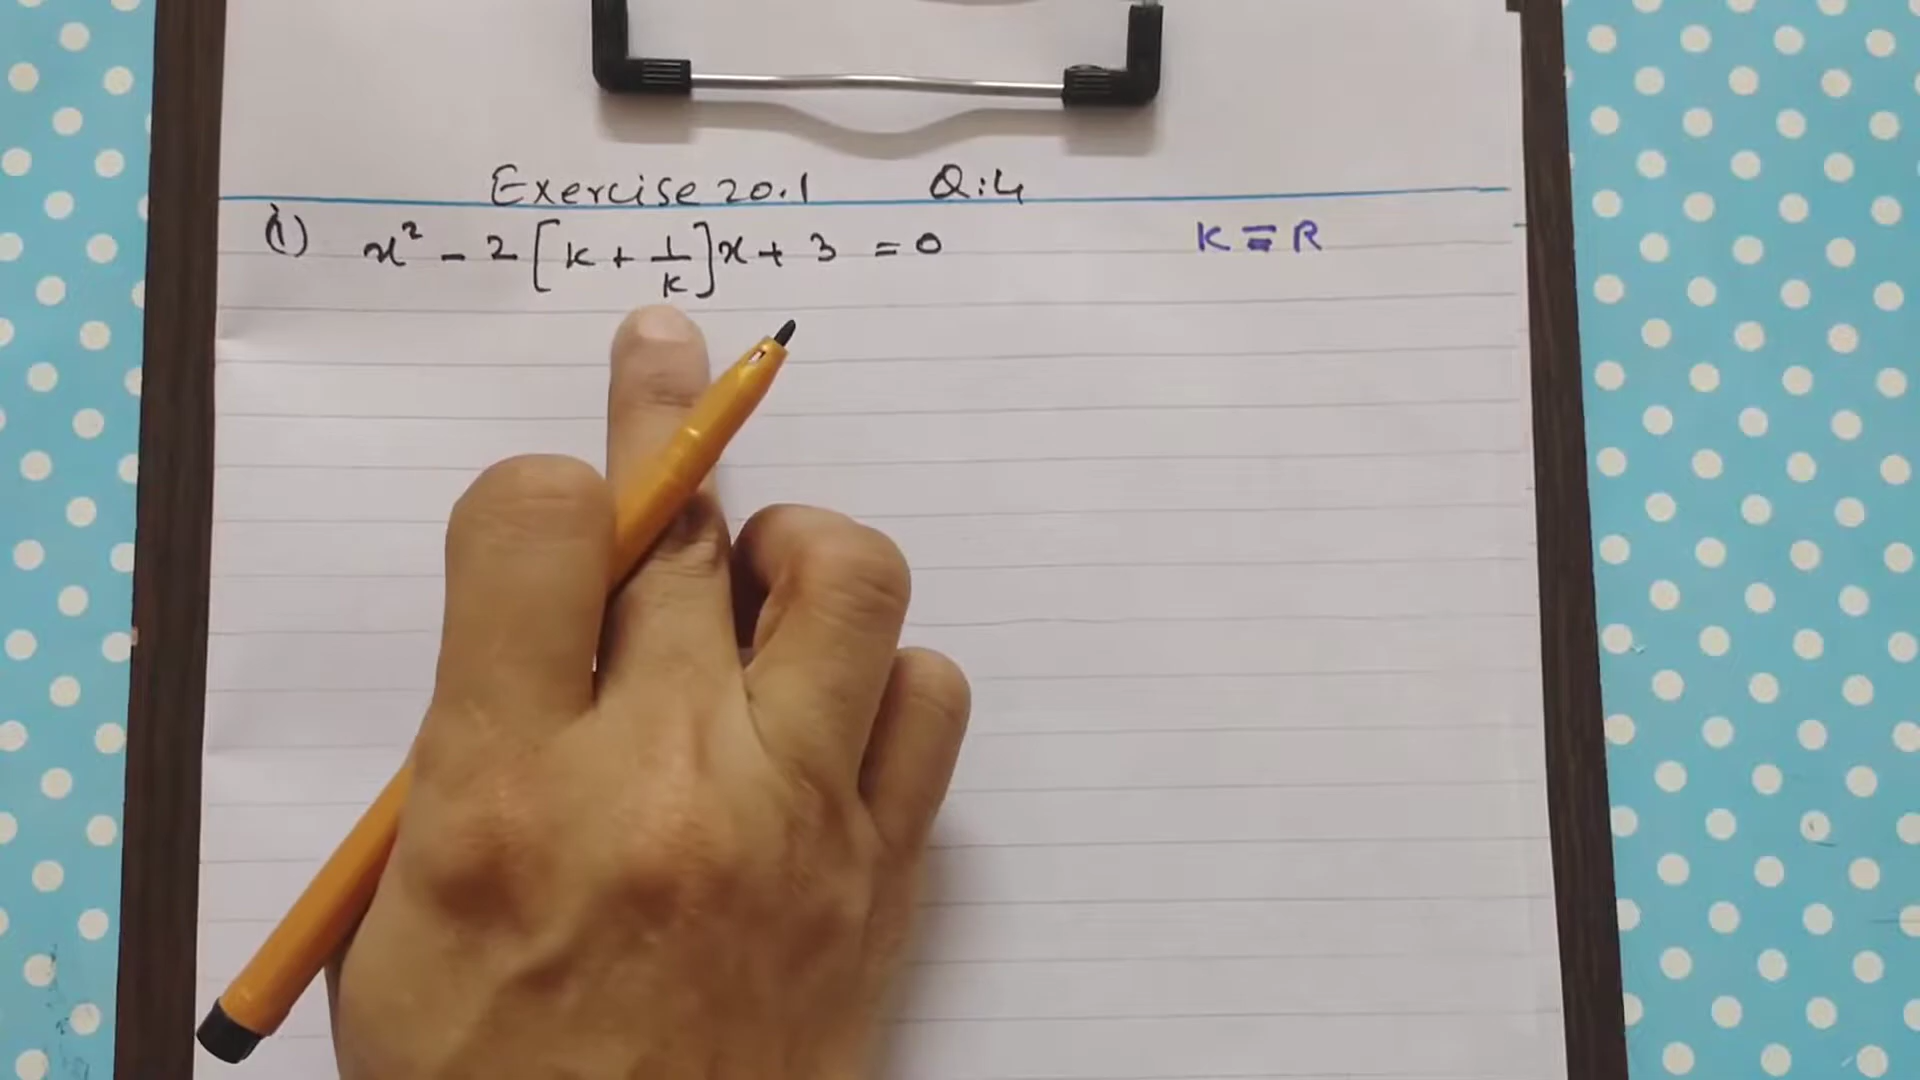 Exercise 20.1 Q:4
(i) x² - 2[k + 1/k]x + 3 = 0 K = R